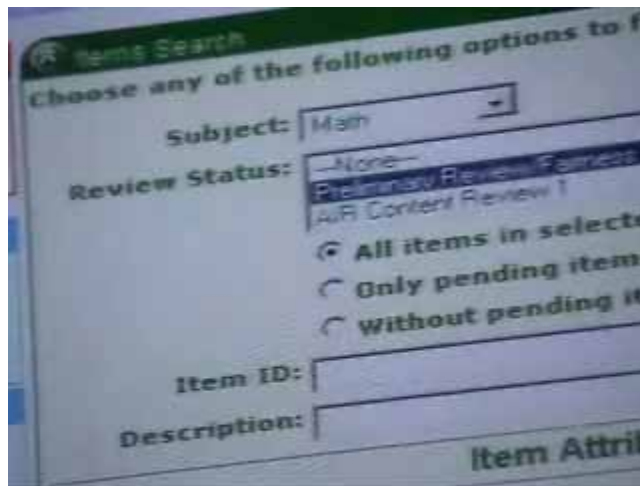 Items Search
Choose any of the following options to f
Subject: Math
Review Status: --None--
Preliminary Review/Fairness
AIR Content Review 1
All items in selecte
Only pending item
Without pending it
Item ID:
Description:
Item Attri